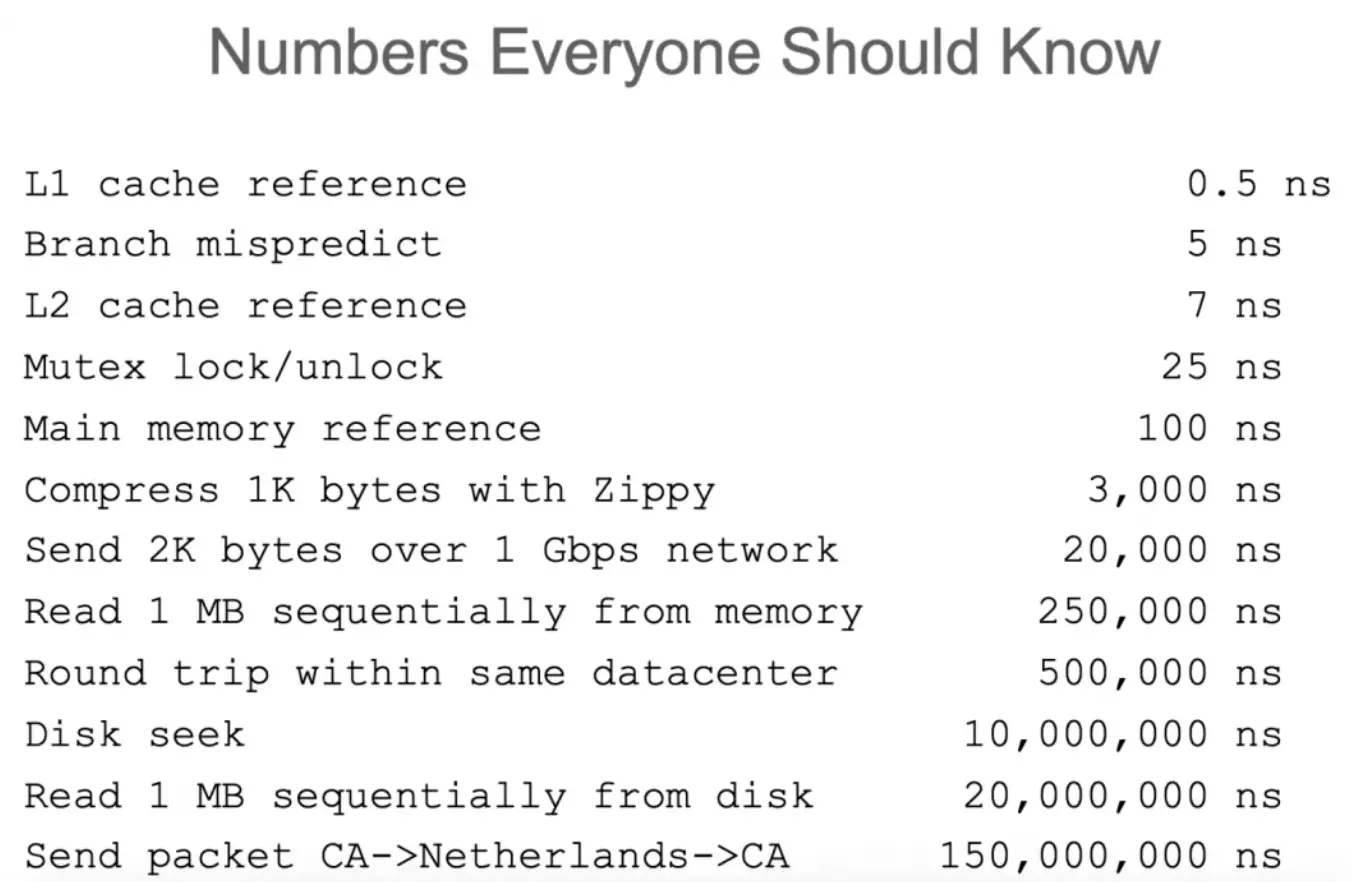 Numbers Everyone Should Know
L1 cache reference 0.5 ns
Branch mispredict 5 ns
L2 cache reference 7 ns
Mutex lock/unlock 25 ns
Main memory reference 100 ns
Compress 1K bytes with Zippy 3,000 ns
Send 2K bytes over 1 Gbps network 20,000 ns
Read 1 MB sequentially from memory 250,000 ns
Round trip within same datacenter 500,000 ns
Disk seek 10,000,000 ns
Read 1 MB sequentially from disk 20,000,000 ns
Send packet CA->Netherlands->CA 150,000,000 ns